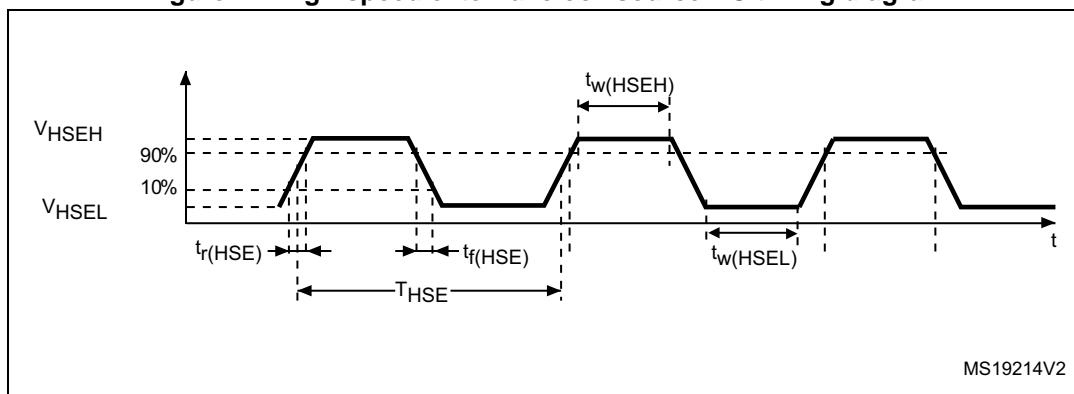 tw(HSEH)
VHSEH
90%
10%
VHSEL
tr(HSE)
tf(HSE)
tw(HSEL)
t
THSE
MS19214V2